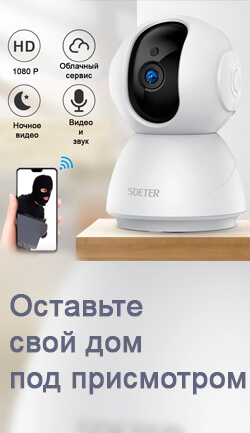 HD
1080 P
Облачный
сервис
Ночное
видео
Видео
и
звук
SDETER
Оставьте
свой дом
под присмотром